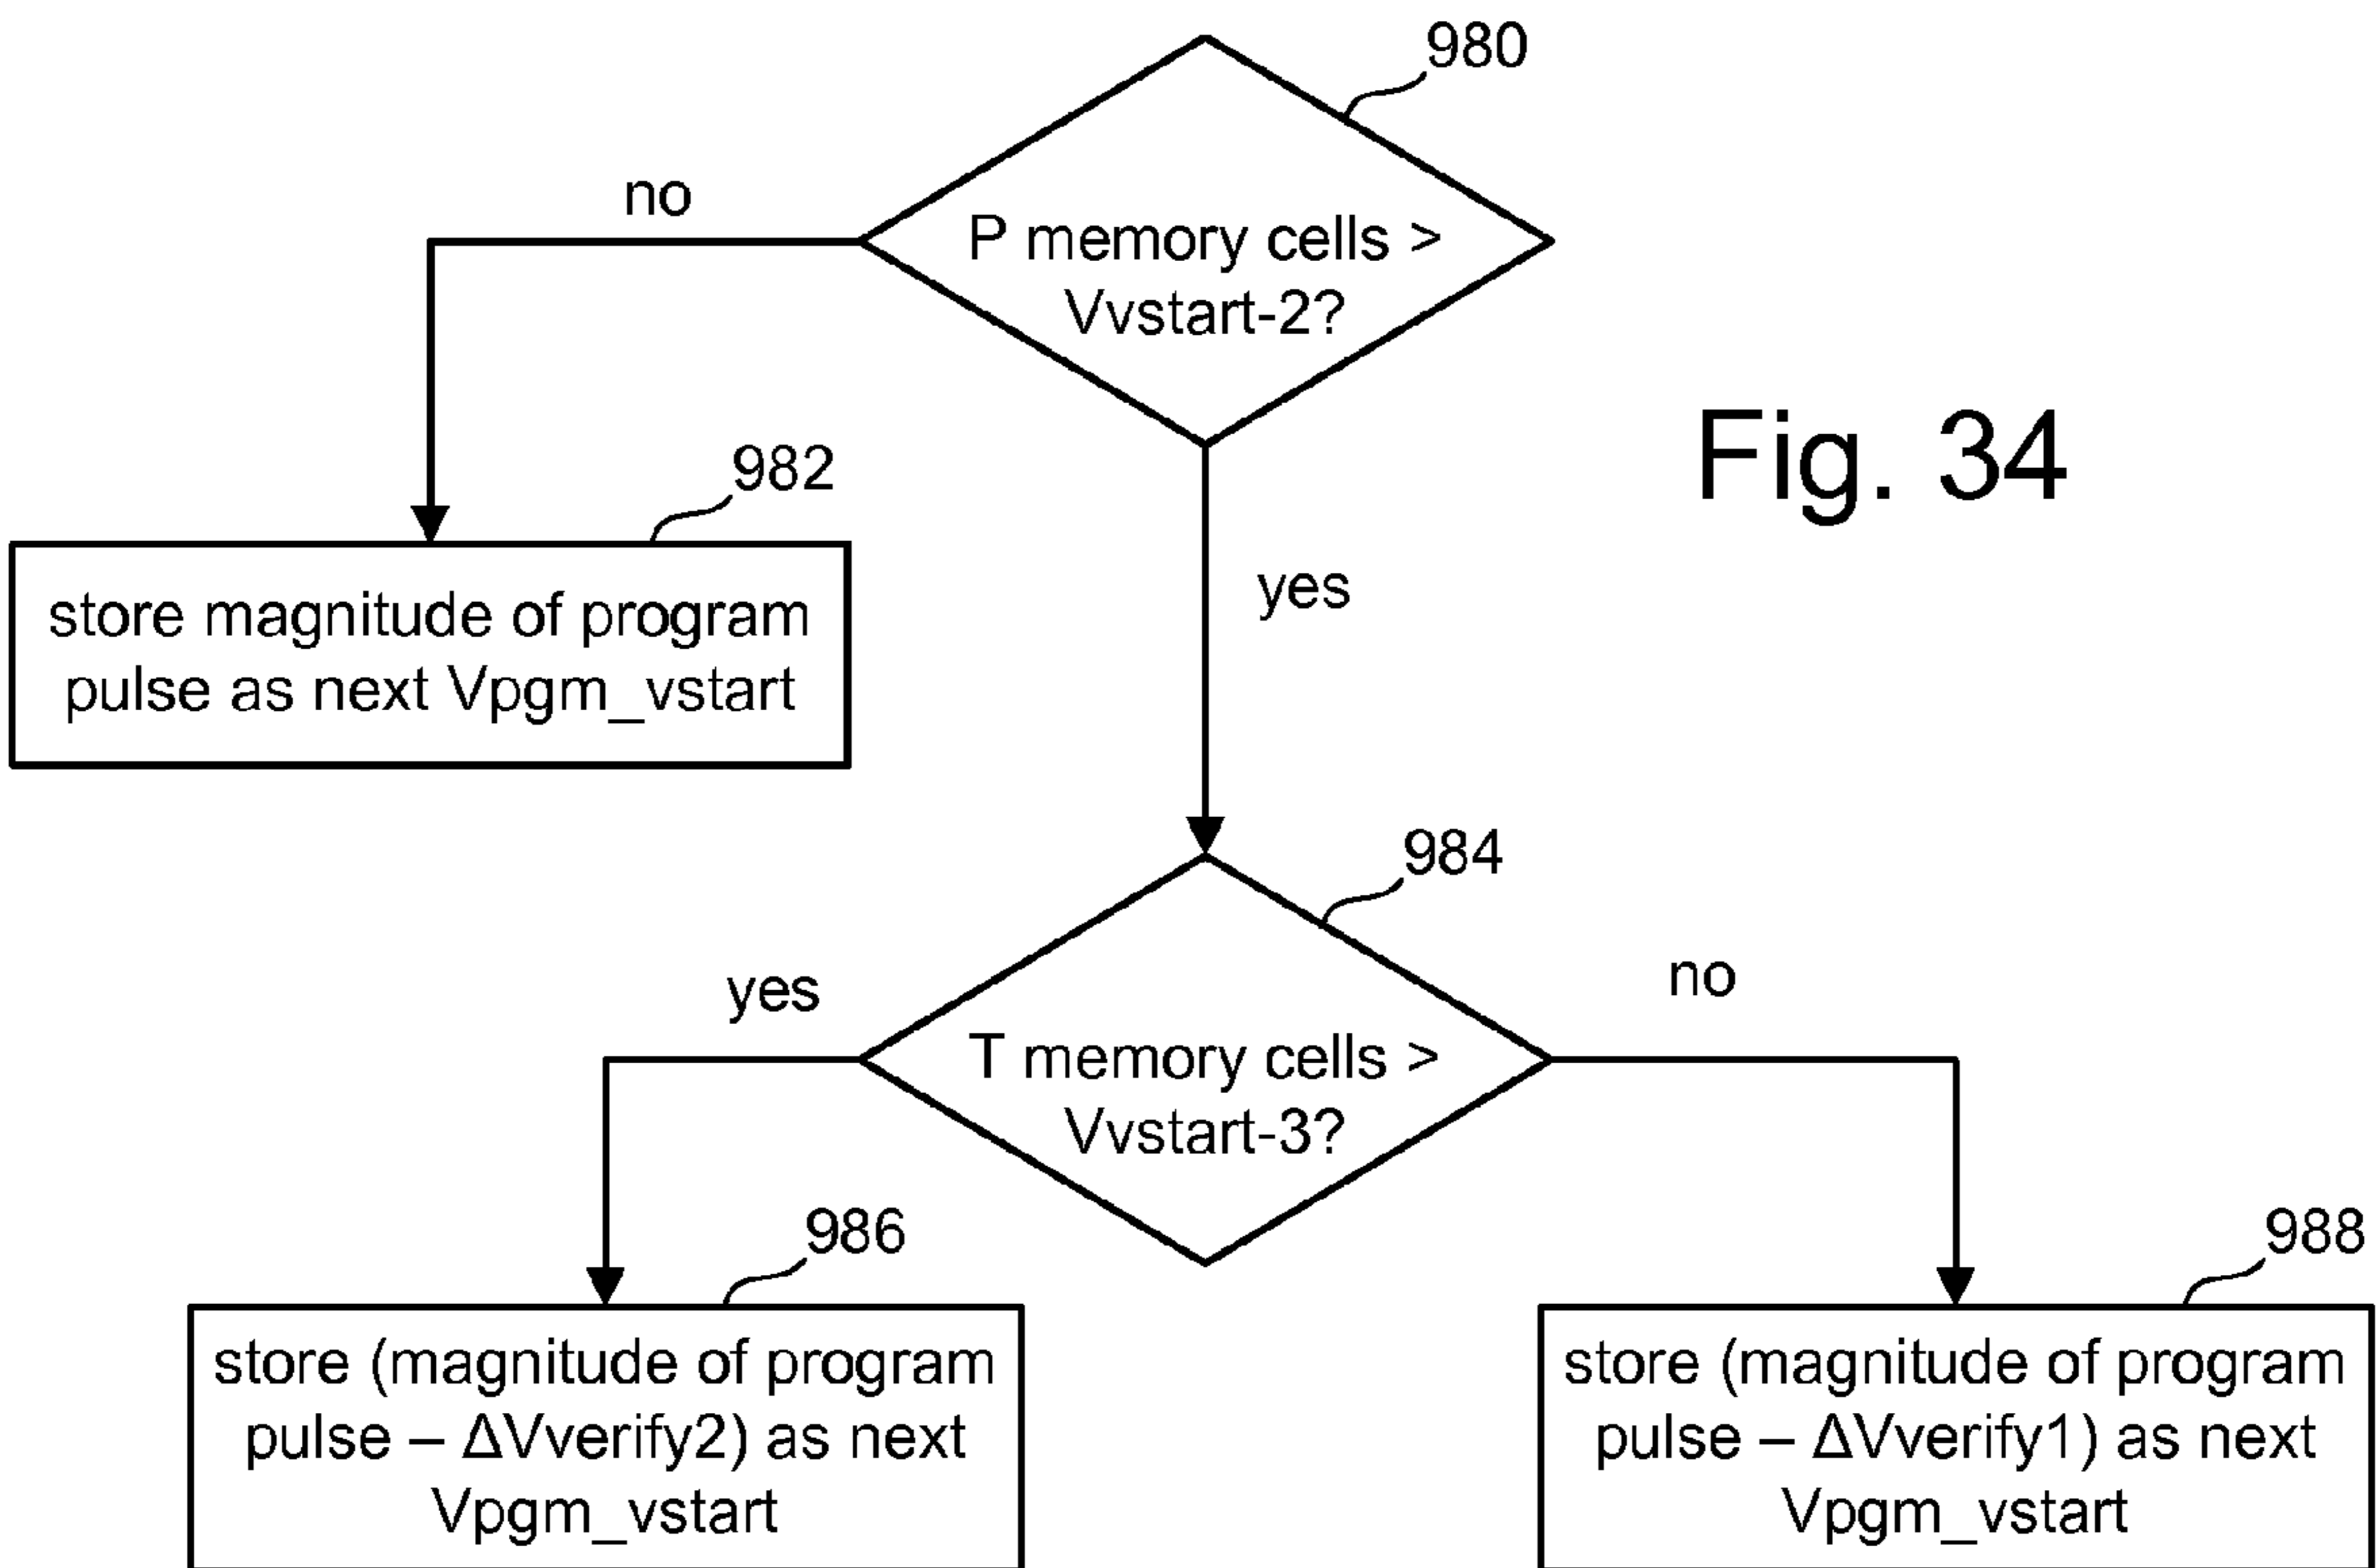 980
no
P memory cells >
Vvstart-2?
Fig. 34
982
store magnitude of program
pulse as next Vpgm_vstart
yes
984
yes
no
T memory cells >
Vvstart-3?
986
988
store (magnitude of program
pulse – ΔVverify2) as next
Vpgm_vstart
store (magnitude of program
pulse – ΔVverify1) as next
Vpgm_vstart